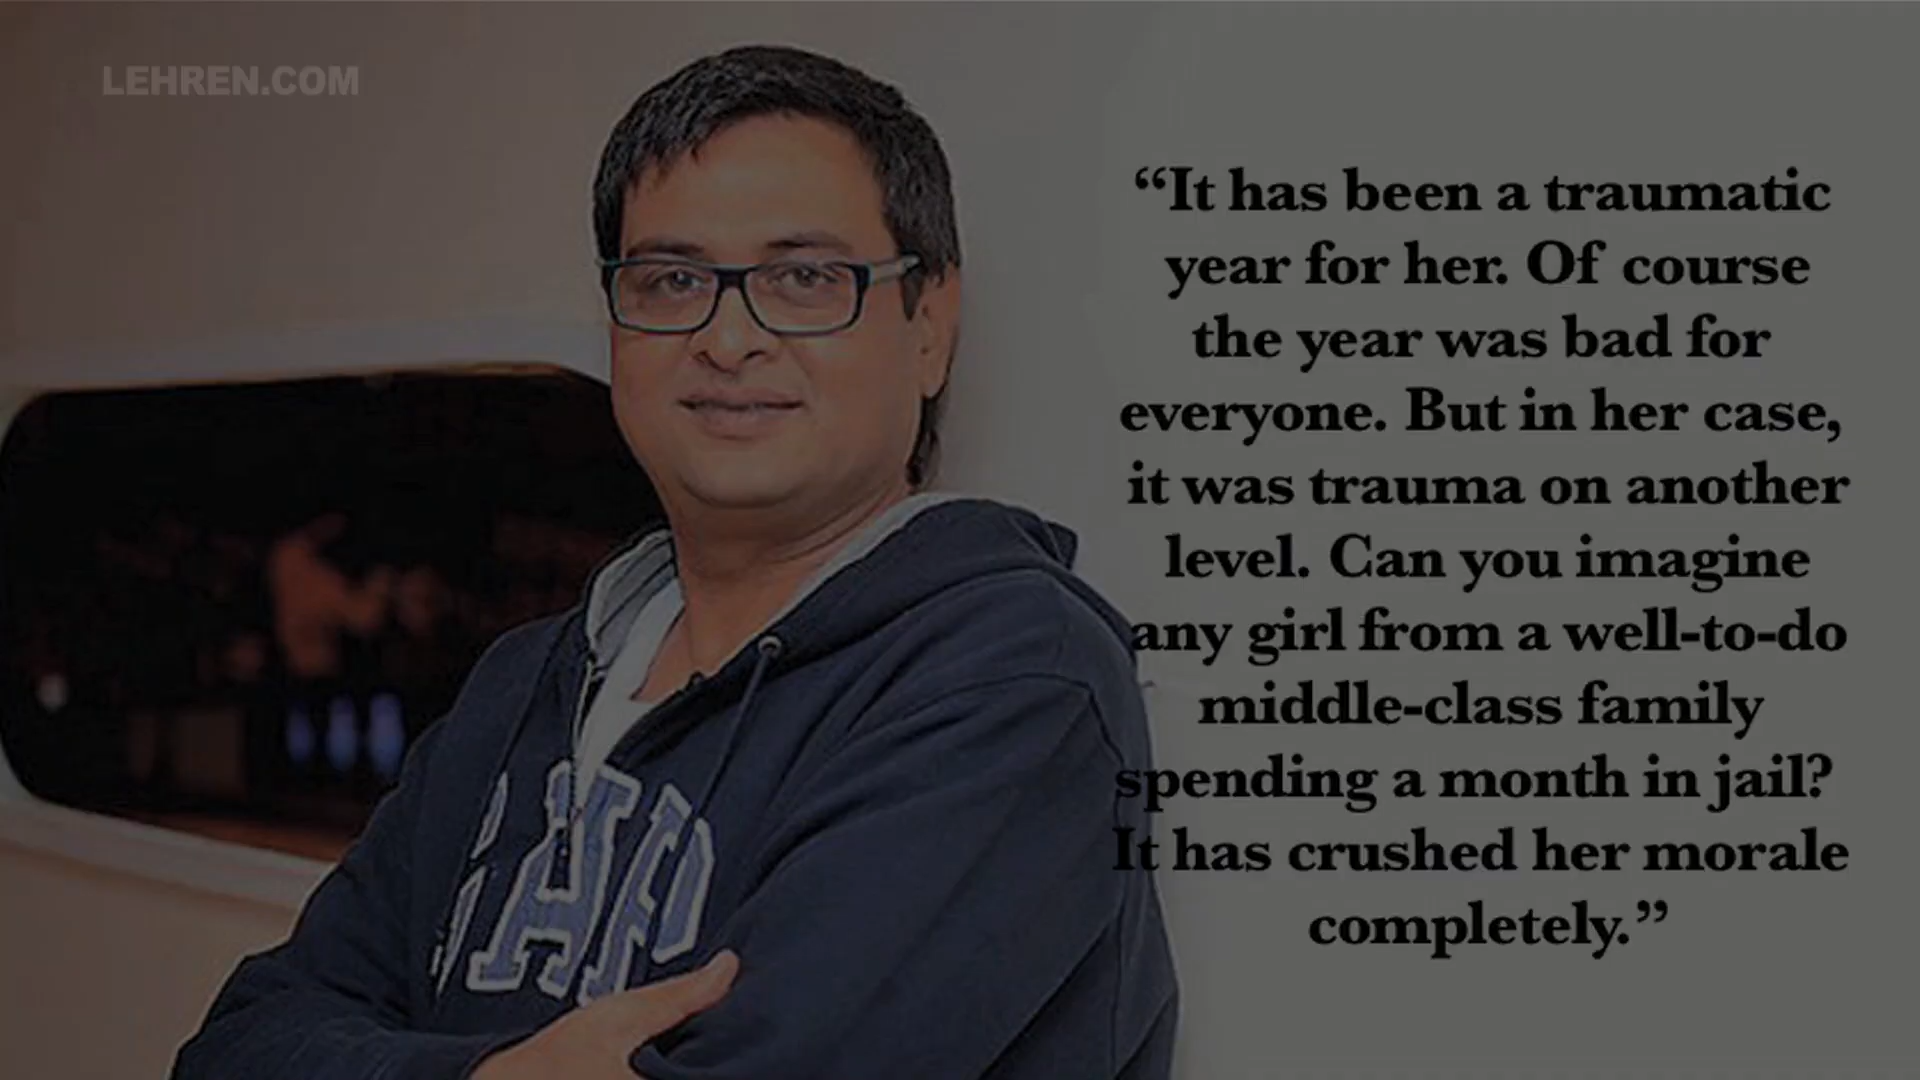 LEHREN.COM
“It has been a traumatic
year for her. Of course
the year was bad for
everyone. But in her case,
it was trauma on another
level. Can you imagine
any girl from a well-to-do
middle-class family
spending a month in jail?
It has crushed her morale
completely.”
GAP